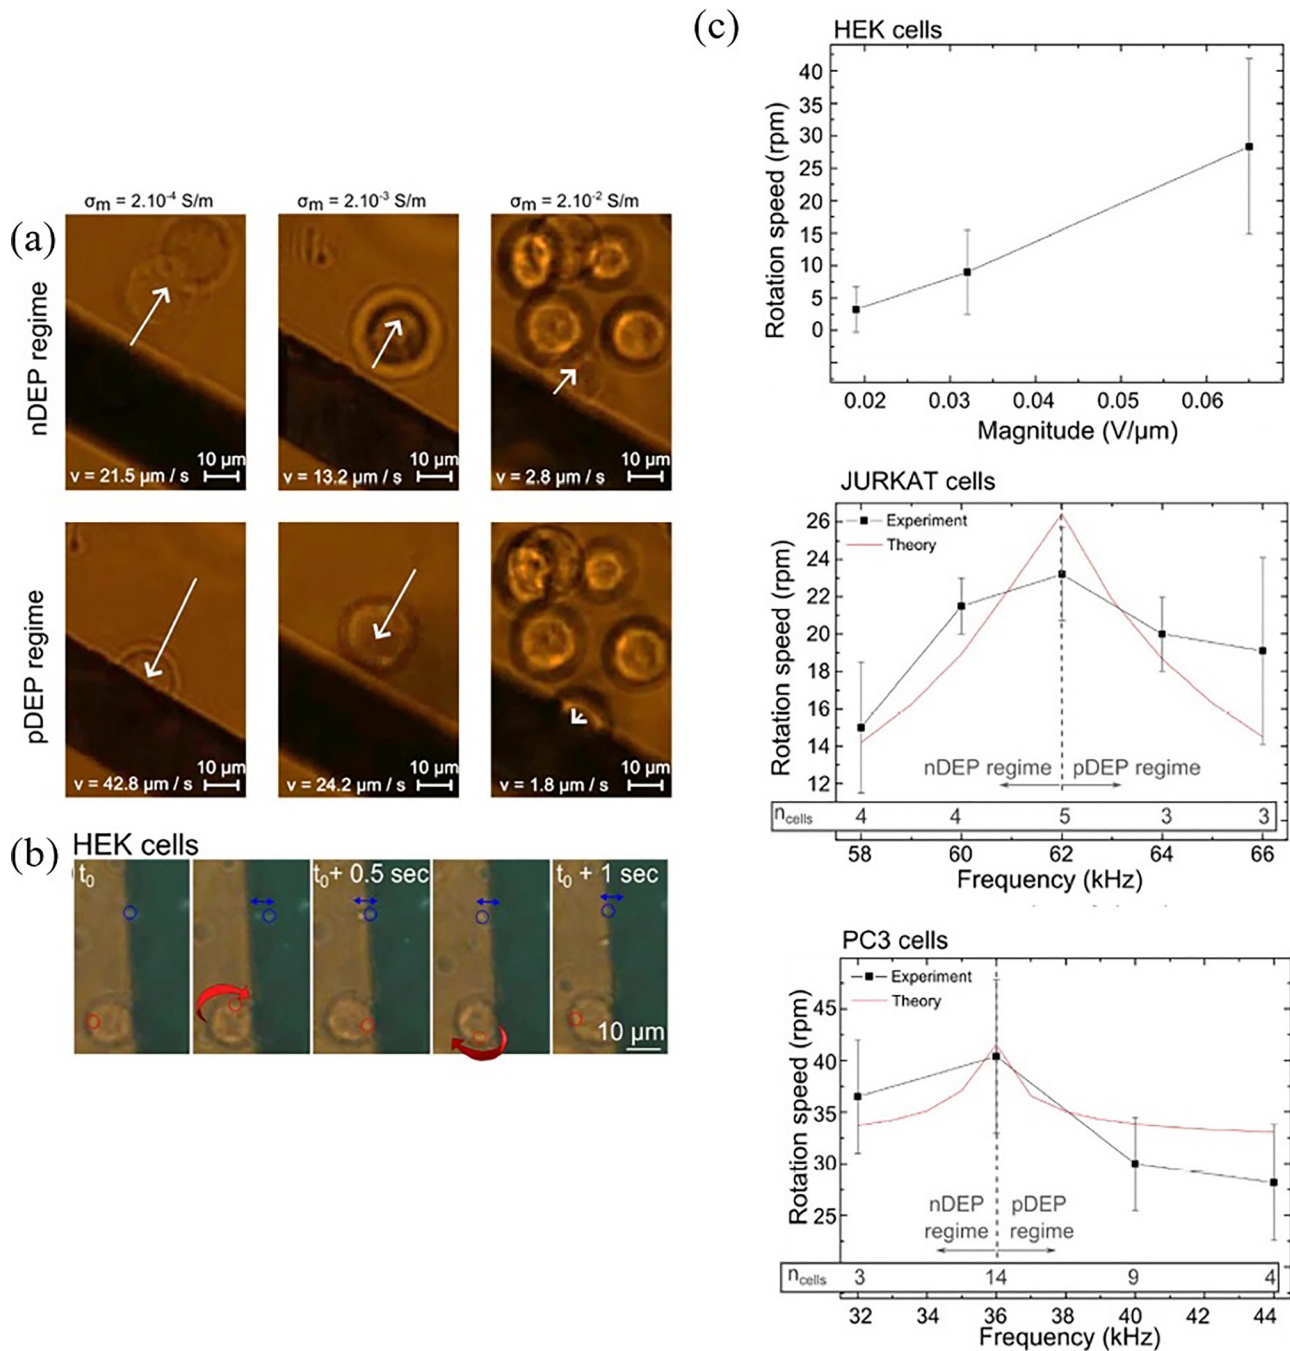 (a)
σm = 2.10-4 S/m
σm = 2.10-3 S/m
σm = 2.10-2 S/m
nDEP regime
10 µm
v = 21.5 µm / s
10 µm
v = 13.2 µm / s
10 µm
v = 2.8 µm / s
pDEP regime
10 µm
v = 42.8 µm / s
10 µm
v = 24.2 µm / s
10 µm
v = 1.8 µm / s
(b)
HEK cells
t0
t0+ 0.5 sec
t0 + 1 sec
10 µm
(c)
HEK cells
Rotation speed (rpm)
40
35
30
25
20
15
10
5
0
0.02 0.03 0.04 0.05 0.06
Magnitude (V/µm)
JURKAT cells
Experiment
Theory
Rotation speed (rpm)
26
24
22
20
18
16
14
12
nDEP regime pDEP regime
ncells 4 4 5 3 3
58 60 62 64 66
Frequency (kHz)
PC3 cells
Experiment
Theory
Rotation speed (rpm)
45
40
35
30
25
nDEP pDEP
regime regime
ncells 3 14 9 4
32 34 36 38 40 42 44
Frequency (kHz)